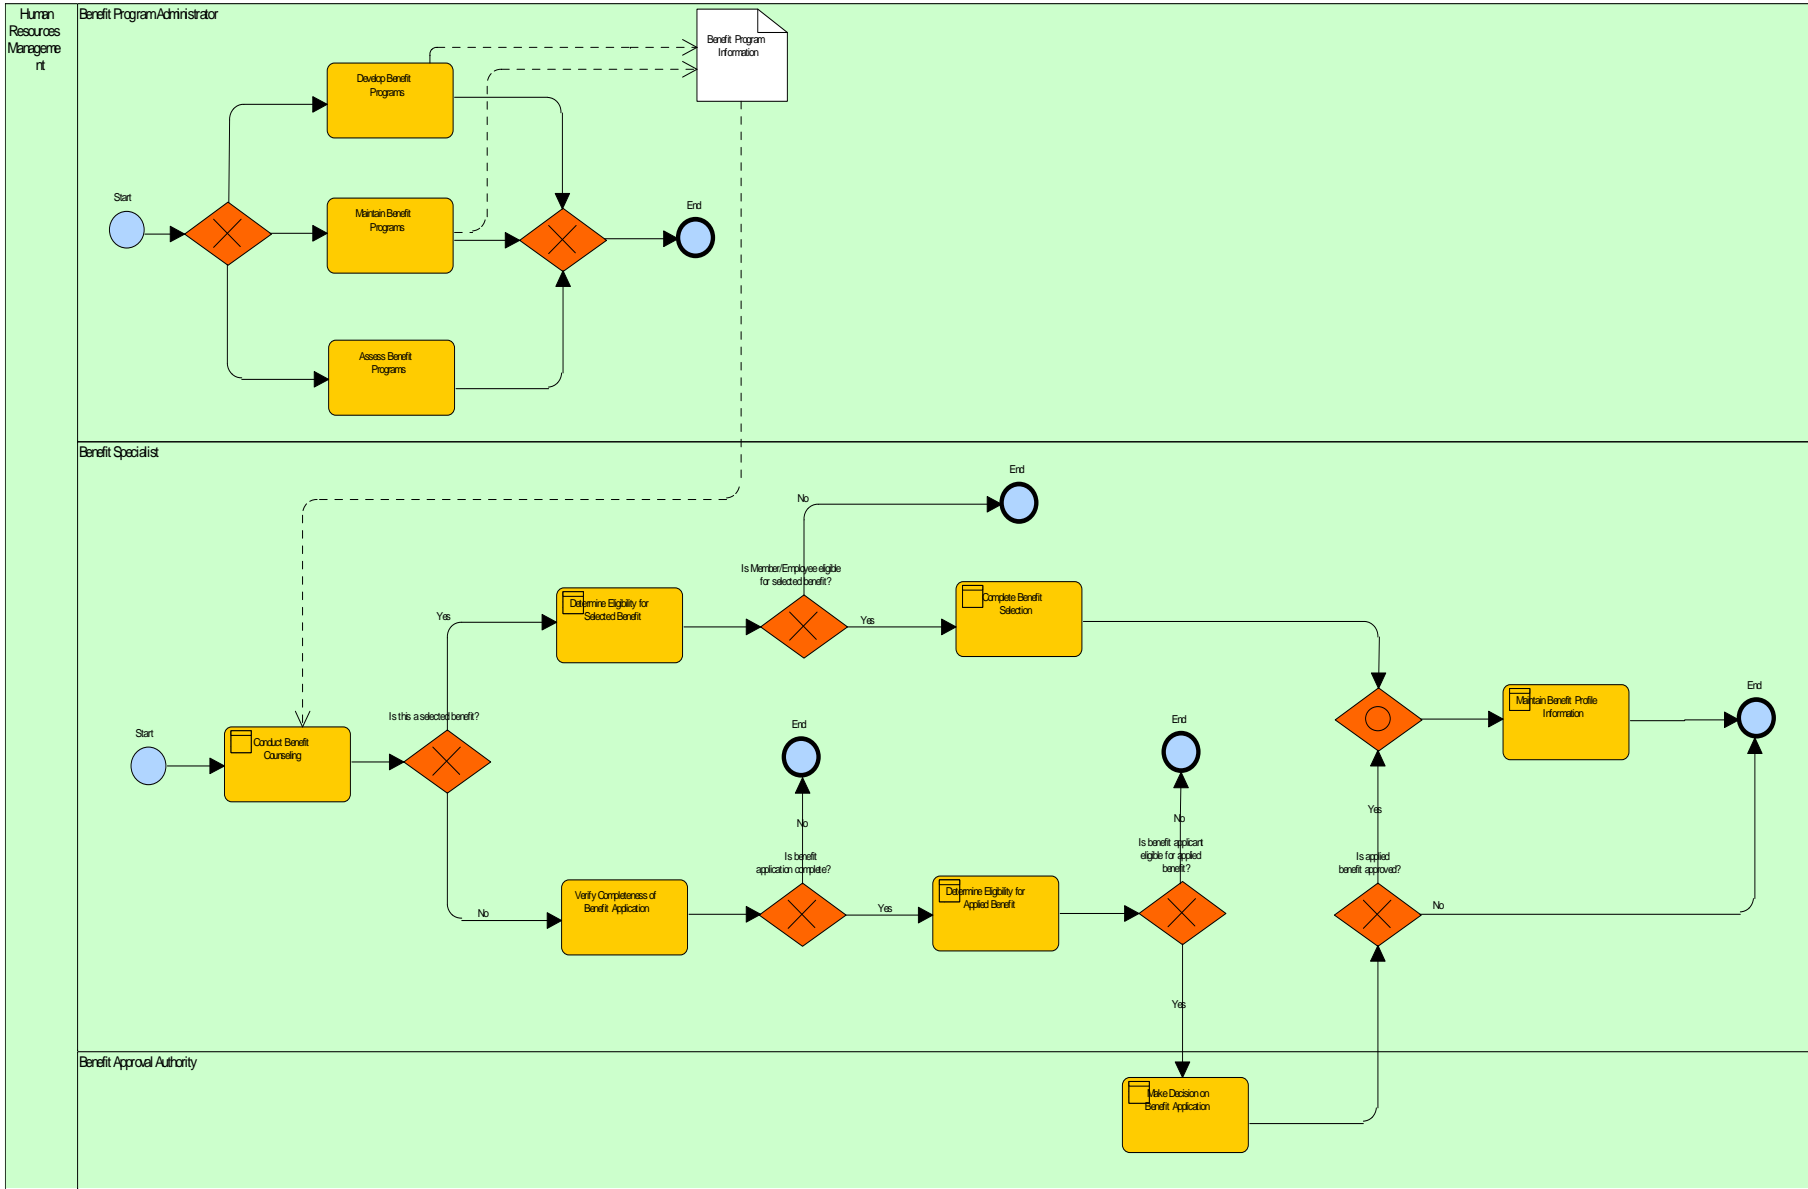 Human
Resources
Manageme
nt
Benefit Program Administrator
Benefit Program
Information
Develop Benefit
Programs
Start
Maintain Benefit
Programs
End
Assess Benefit
Programs
Benefit Specialist
End
No
Is Member/Employee eligible
for selected benefit?
Determine Eligibility for
Selected Benefit
Complete Benefit
Selection
Yes
Yes
Maintain Benefit Profile
Information
End
Is this a selected benefit?
Start
Conduct Benefit
Counseling
End
End
No
No
Yes
Is benefit
application complete?
Is benefit applicant
eligible for applied
benefit?
Is applied
benefit approved?
Verify Completeness of
Benefit Application
Determine Eligibility for
Applied Benefit
No
Yes
No
Yes
Benefit Approval Authority
Make Decision on
Benefit Application